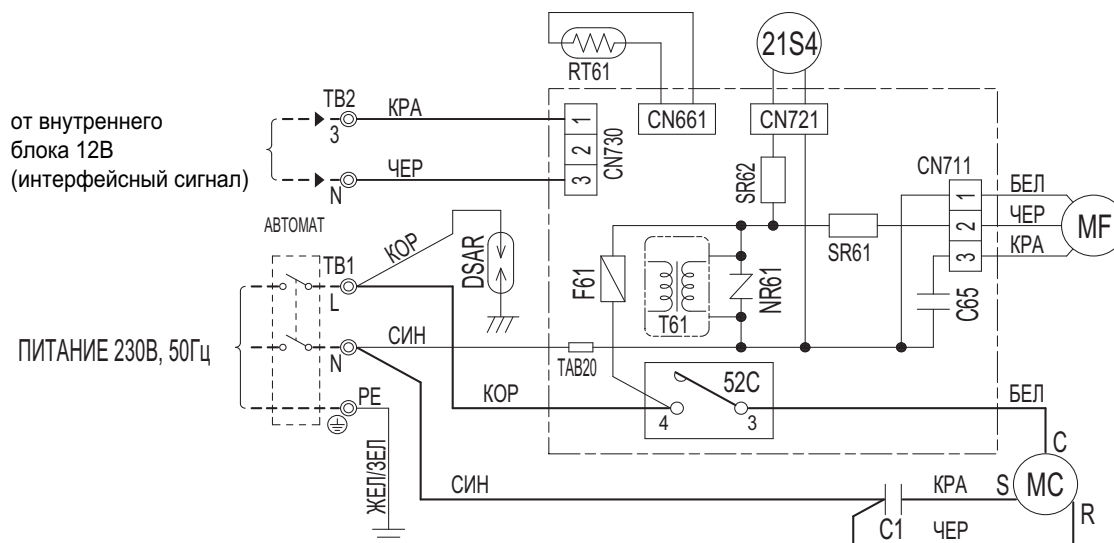 RT61
21S4
TB2
3
КРА
1
2
3
CN730
CN661
CN721
от внутреннего
блока 12В
(интерфейсный сигнал)
N
ЧЕР
SR62
CN711
1
2
3
БЕЛ
ЧЕР
КРА
MF
АВТОМАТ
TB1
L
КОР
DSAR
F61
T61
NR61
SR61
C65
ПИТАНИЕ 230В, 50Гц
N
СИН
TAB20
PE
КОР
52C
4
3
БЕЛ
C
ЖЕЛ/ЗЕЛ
СИН
C1
КРА
S
MC
R
ЧЕР